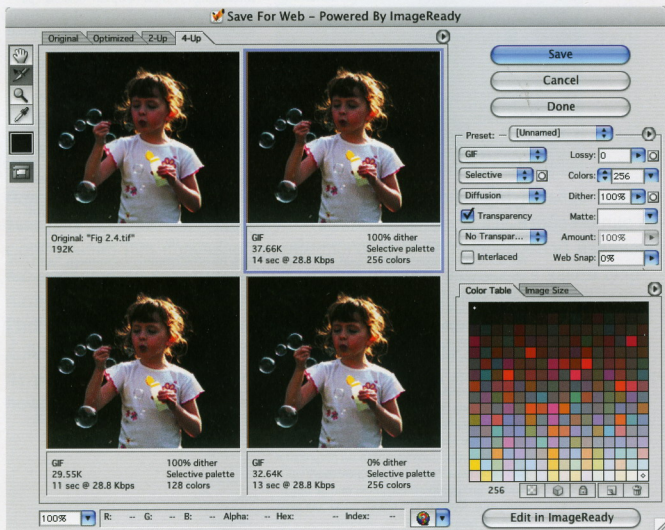 Save For Web – Powered By ImageReady
Original Optimized 2-Up 4-Up
Original: "Fig 2.4.tif"
192K
GIF 100% dither
37.66K Selective palette
14 sec @ 28.8 Kbps 256 colors
GIF 100% dither
29.55K Selective palette
11 sec @ 28.8 Kbps 128 colors
GIF 0% dither
32.64K Selective palette
13 sec @ 28.8 Kbps 256 colors
Save
Cancel
Done
Preset: [Unnamed]
GIF Lossy: 0
Selective Colors: 256
Diffusion Dither: 100%
Transparency Matte:
No Transpar... Amount: 100%
Interlaced Web Snap: 0%
Color Table Image Size
256
100% R: -- G: -- B: -- Alpha: -- Hex: -- Index: --
Edit in ImageReady